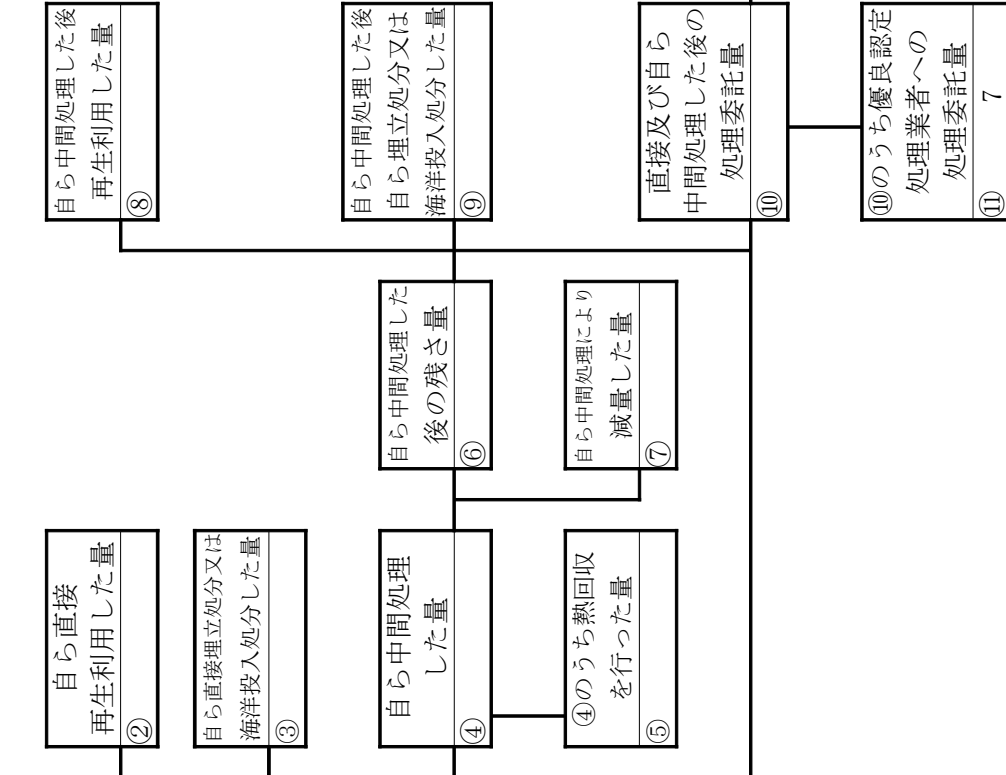 自ら直接
再生利用した量
②
自ら直接埋立処分又は
海洋投入処分した量
③
自ら中間処理
した量
④
④のうち熱回収
を行った量
⑤
自ら中間処理した
後の残さ量
⑥
自ら中間処理により
減量した量
⑦
自ら中間処理した後
再生利用した量
⑧
自ら中間処理した後
自ら埋立処分又は
海洋投入処分した量
⑨
直接及び自ら
中間処理した後の
処理委託量
⑩
⑩のうち優良認定
処理業者への
処理委託量
⑪ 7